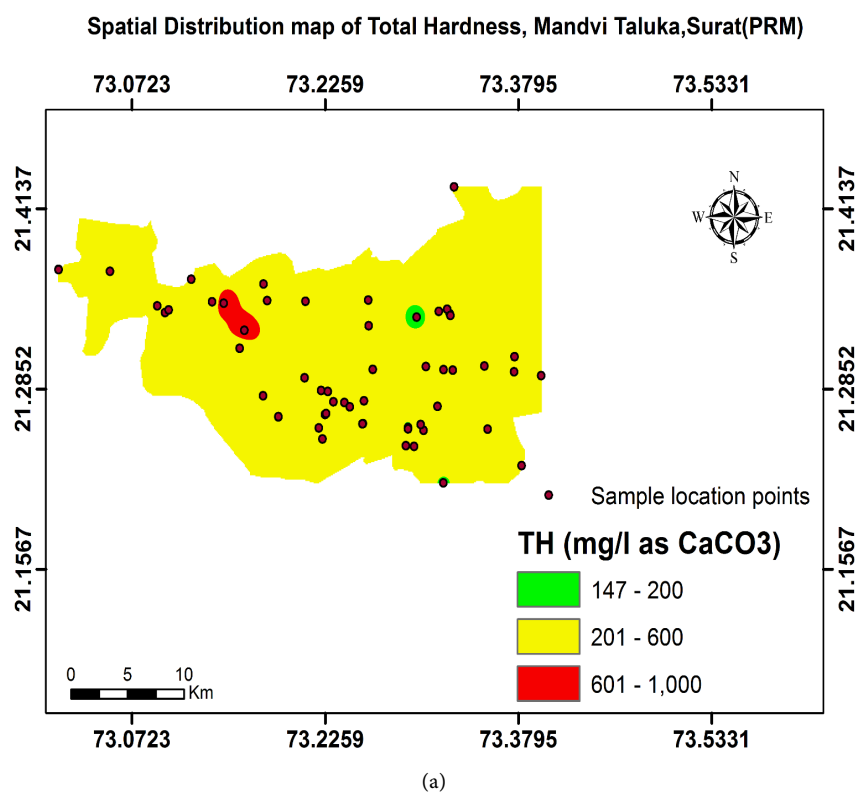 Spatial Distribution map of Total Hardness, Mandvi Taluka,Surat(PRM)
73.0723 73.2259 73.3795 73.5331
N
W E
S
21.4137 21.4137
21.2852 21.2852
Sample location points
TH (mg/l as CaCO3)
21.1567 21.1567
147 - 200
201 - 600
601 - 1,000
0 5 10
Km
73.0723 73.2259 73.3795 73.5331
(a)